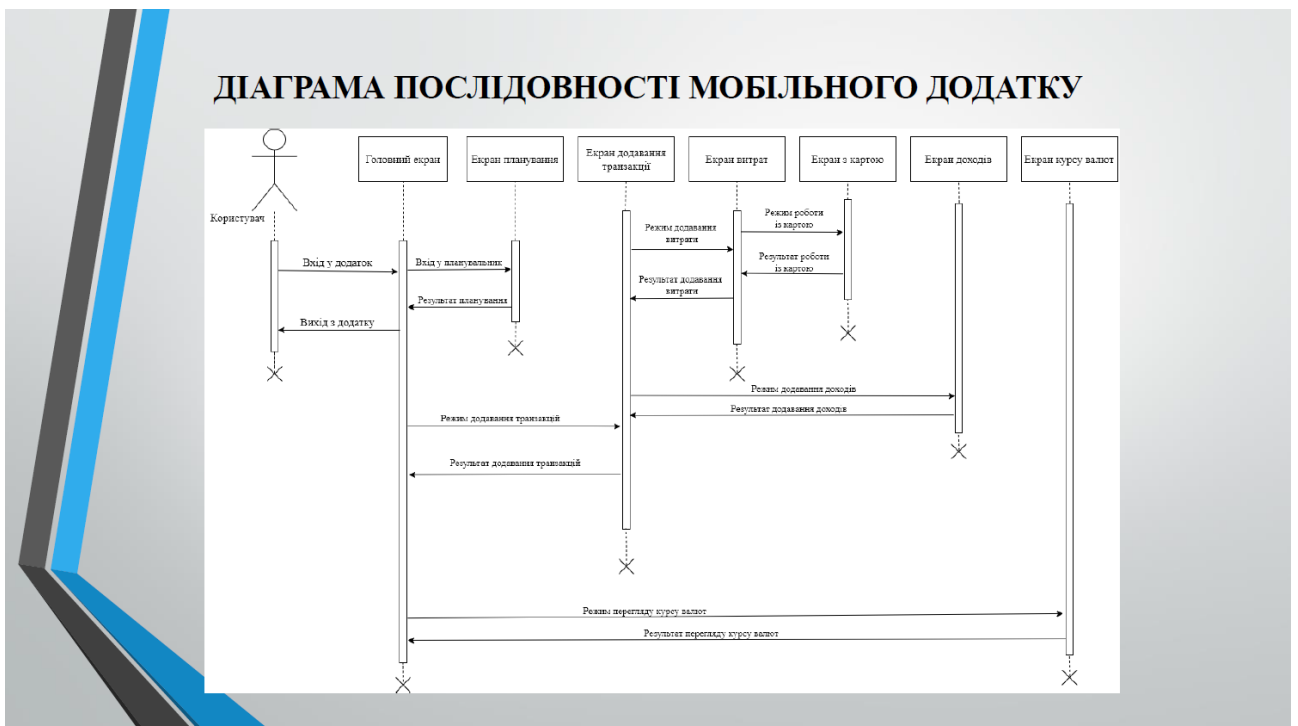 ДІАГРАМА ПОСЛІДОВНОСТІ МОБІЛЬНОГО ДОДАТКУ
Користувач
Головний екран
Екран планування
Екран додавання
транзакції
Екран витрат
Екран з картою
Екран доходів
Екран курсу валют
Режим роботи
із картою
Режим додавання
витрати
Вхід у додаток
Вхід у планувальник
Результат роботи
із картою
Результат додавання
витрати
Результат планування
Вихід з додатку
Режим додавання доходів
Результат додавання доходів
Режим додавання транзакцій
Результат додавання транзакцій
Режим перегляду курсу валют
Результат перегляду курсу валют